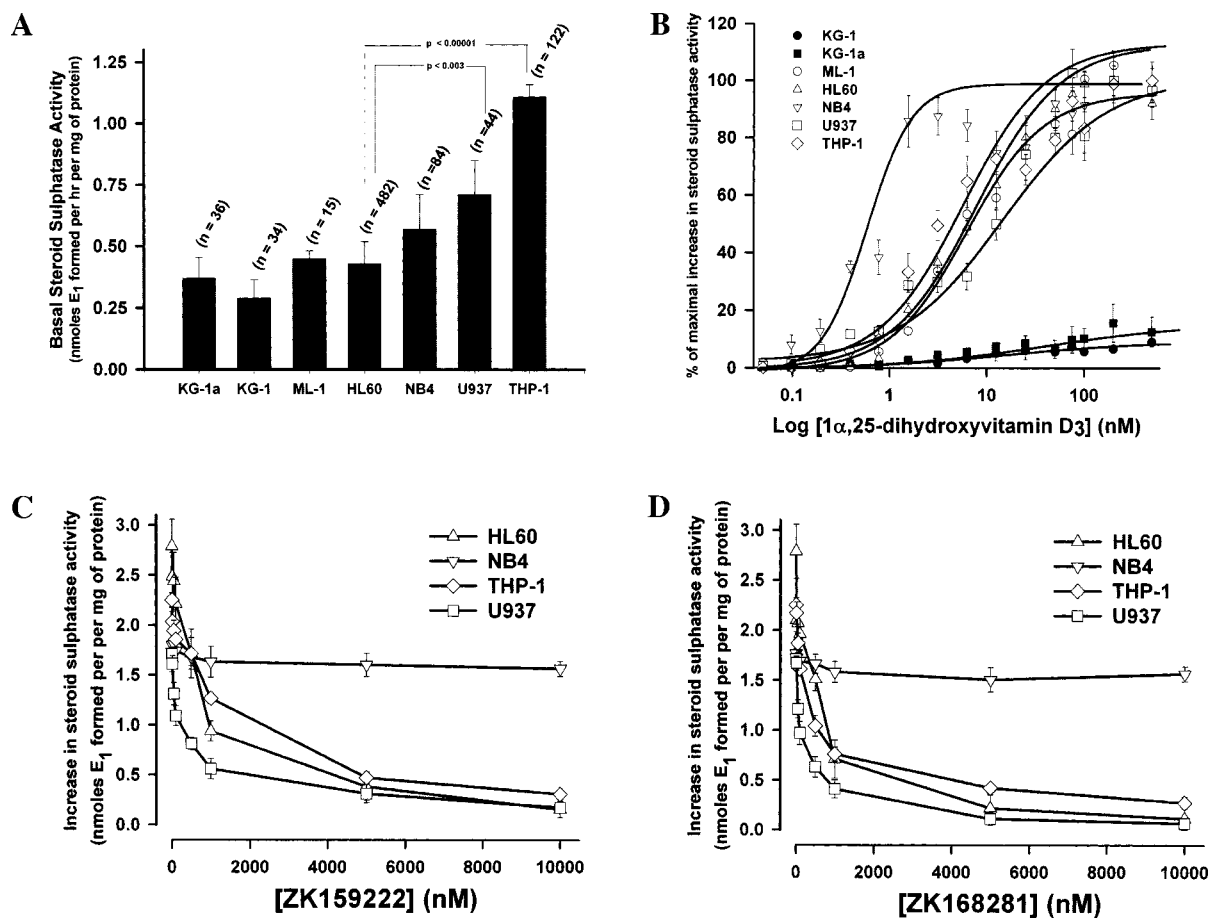 A
Basal Steroid Sulphatase Activity
(nmoles E1 formed per hr per mg of protein)
1.25
1.00
0.75
0.50
0.25
0.00
(n = 36)
(n = 34)
(n = 15)
(n = 482)
(n =84)
(n =44)
(n = 122)
p < 0.00001
p < 0.003
KG-1a KG-1 ML-1 HL60 NB4 U937 THP-1
B
% of maximal increase in steroid sulphatase activity
120
100
80
60
40
20
0
KG-1
KG-1a
ML-1
HL60
NB4
U937
THP-1
0.1 1 10 100
Log [1α,25-dihydroxyvitamin D3] (nM)
C
Increase in steroid sulphatase activity
(nmoles E1 formed per per mg of protein)
3.0
2.5
2.0
1.5
1.0
0.5
0.0
HL60
NB4
THP-1
U937
0 2000 4000 6000 8000 10000
[ZK159222] (nM)
D
Increase in steroid sulphatase activity
(nmoles E1 formed per per mg of protein)
3.0
2.5
2.0
1.5
1.0
0.5
0.0
HL60
NB4
THP-1
U937
0 2000 4000 6000 8000 10000
[ZK168281] (nM)